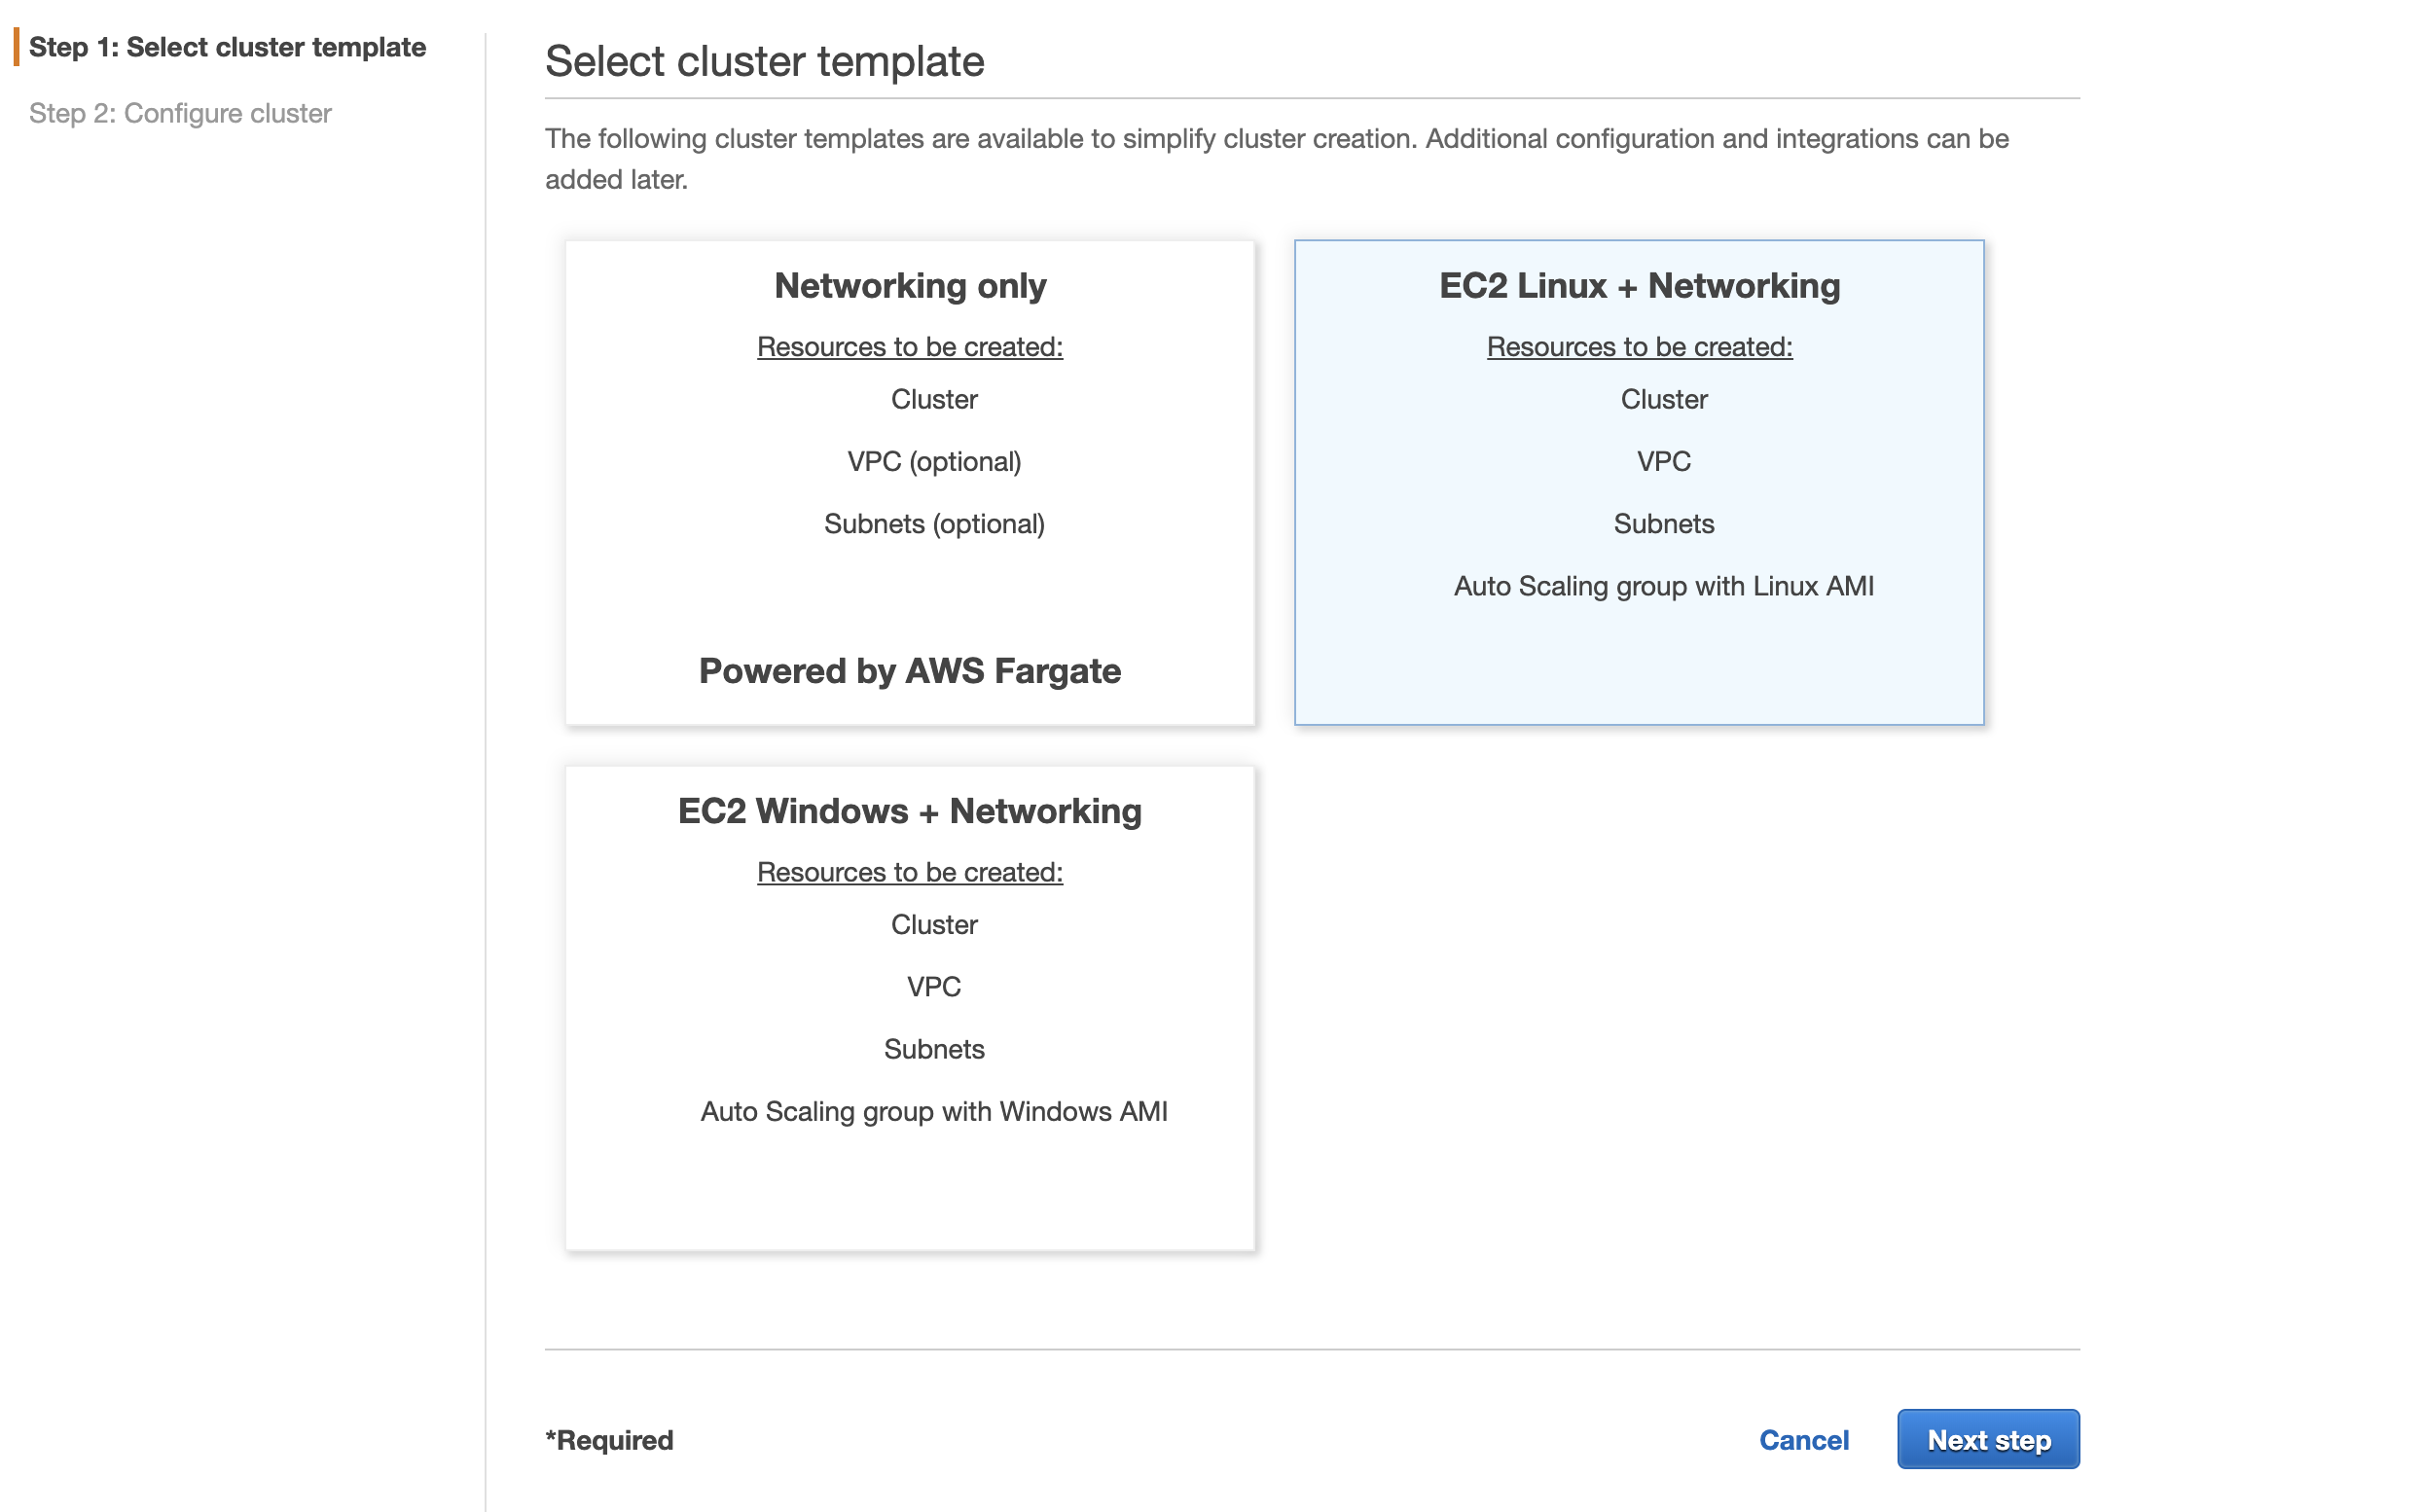 Step 1: Select cluster template
Step 2: Configure cluster
Select cluster template
The following cluster templates are available to simplify cluster creation. Additional configuration and integrations can be
added later.
Networking only
Resources to be created:
Cluster
VPC (optional)
Subnets (optional)
Powered by AWS Fargate
EC2 Linux + Networking
Resources to be created:
Cluster
VPC
Subnets
Auto Scaling group with Linux AMI
EC2 Windows + Networking
Resources to be created:
Cluster
VPC
Subnets
Auto Scaling group with Windows AMI
*Required
Cancel
Next step